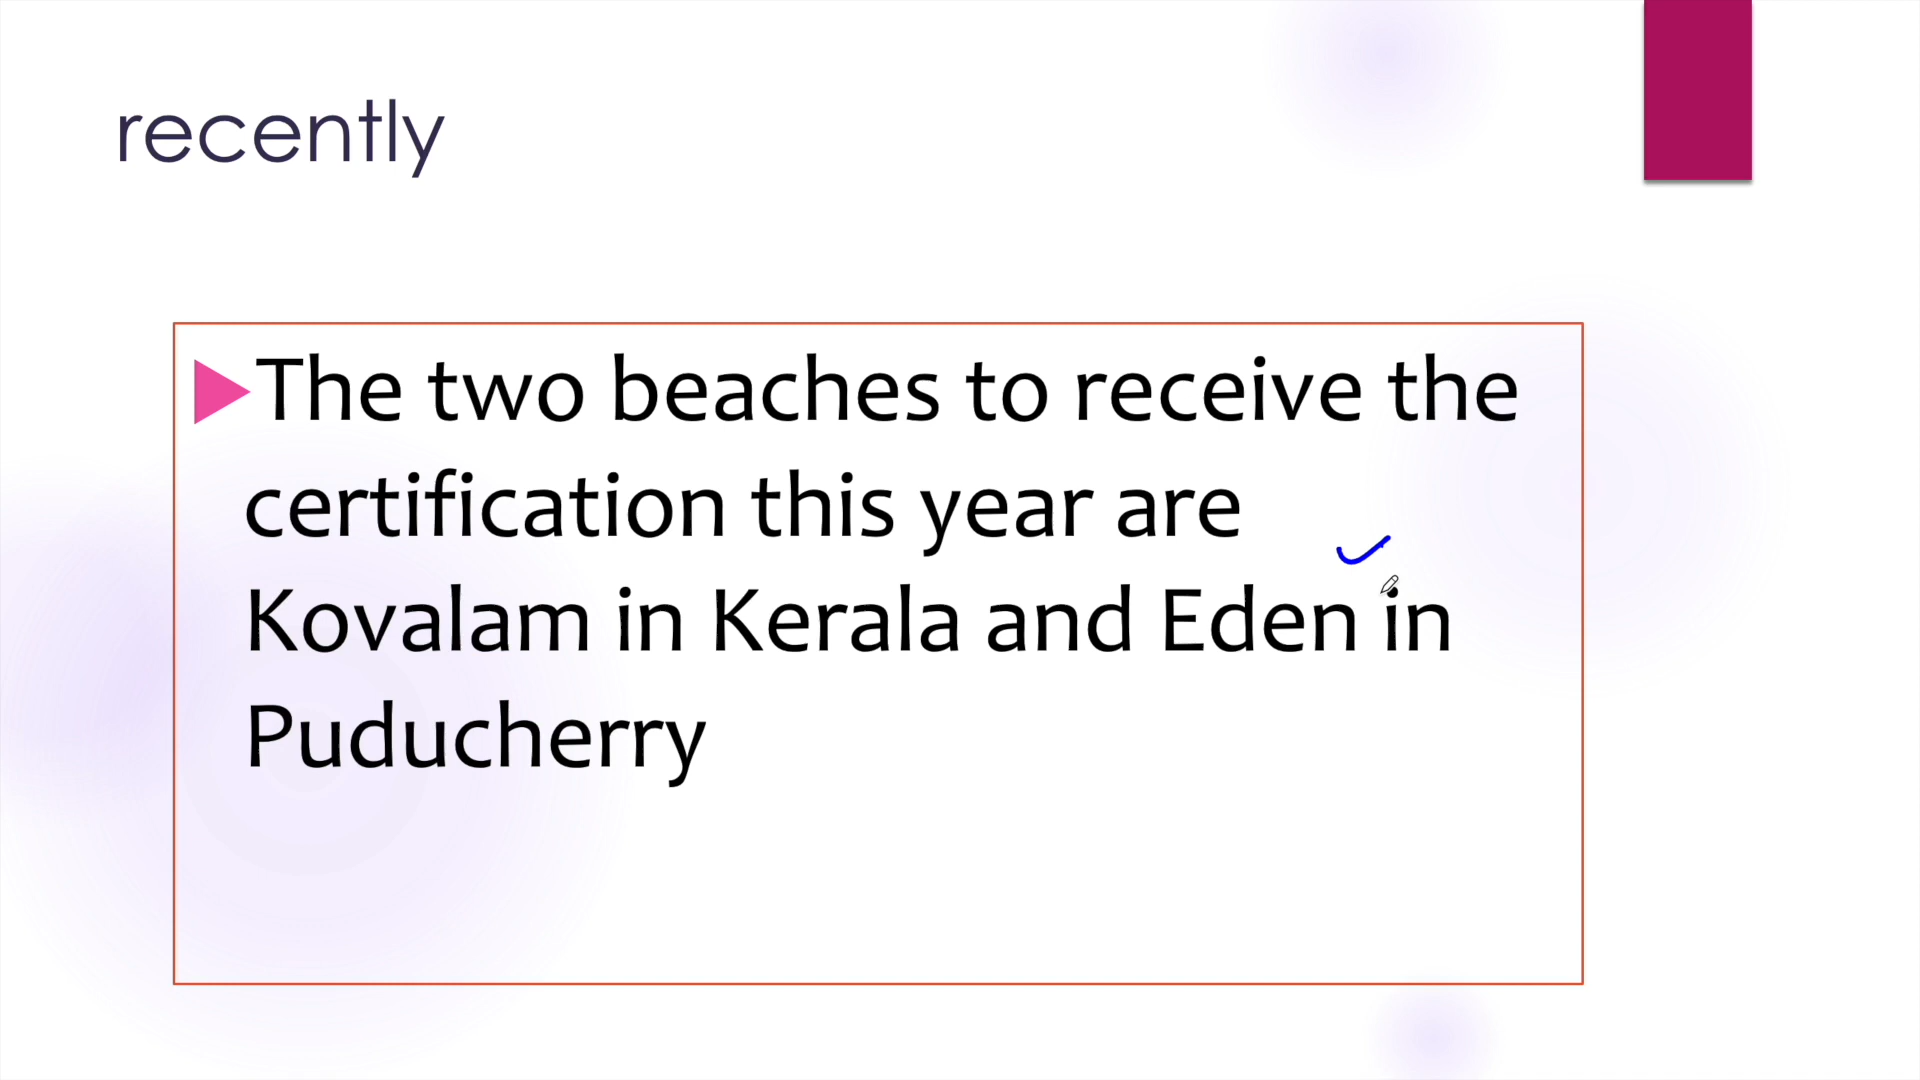 recently
The two beaches to receive the
certification this year are
Kovalam in Kerala and Eden in
Puducherry